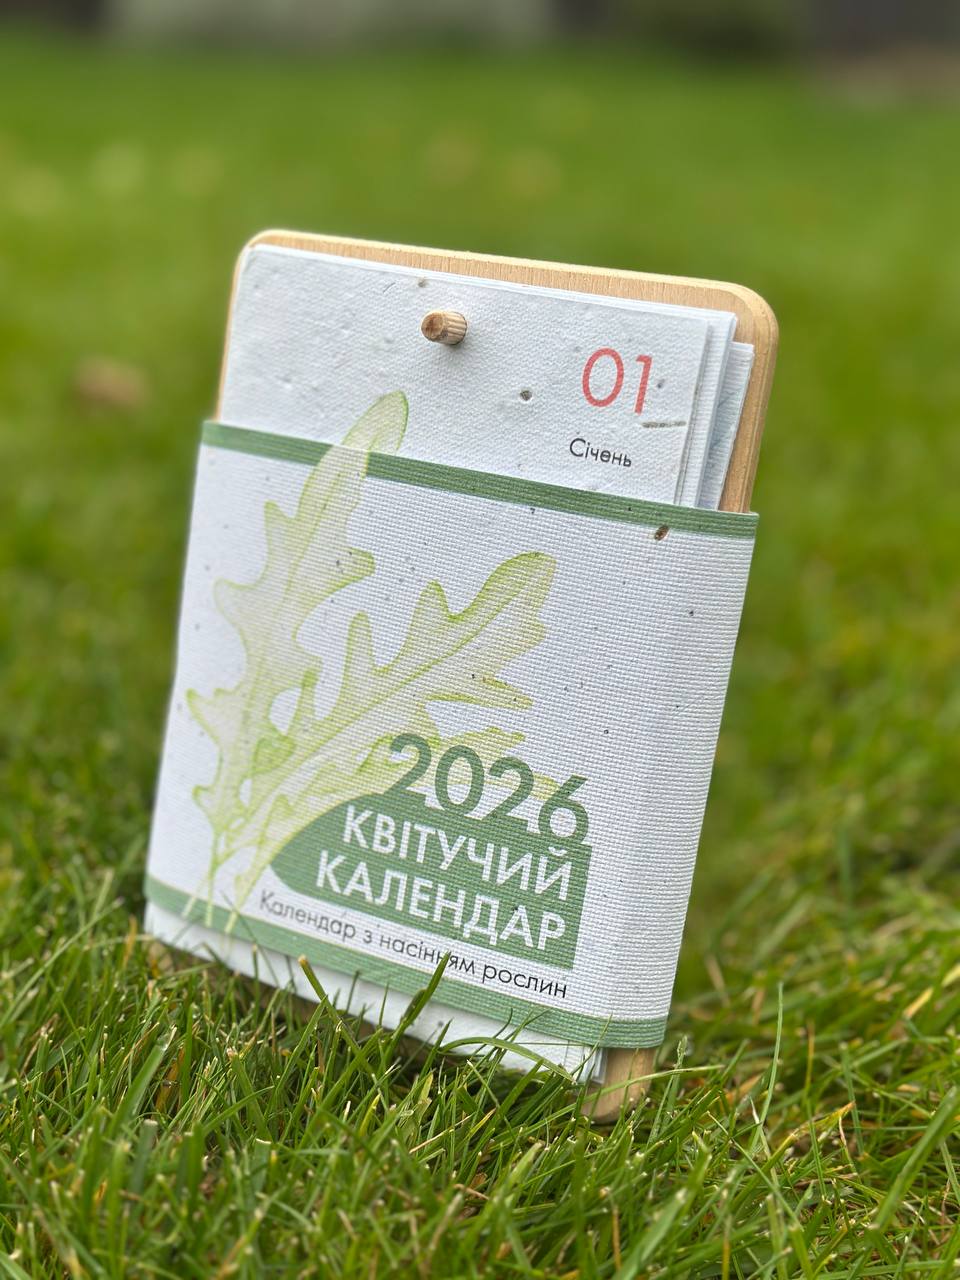 01
Січень
2026
КВІТУЧИЙ
КАЛЕНДАР
Календар з насінням рослин